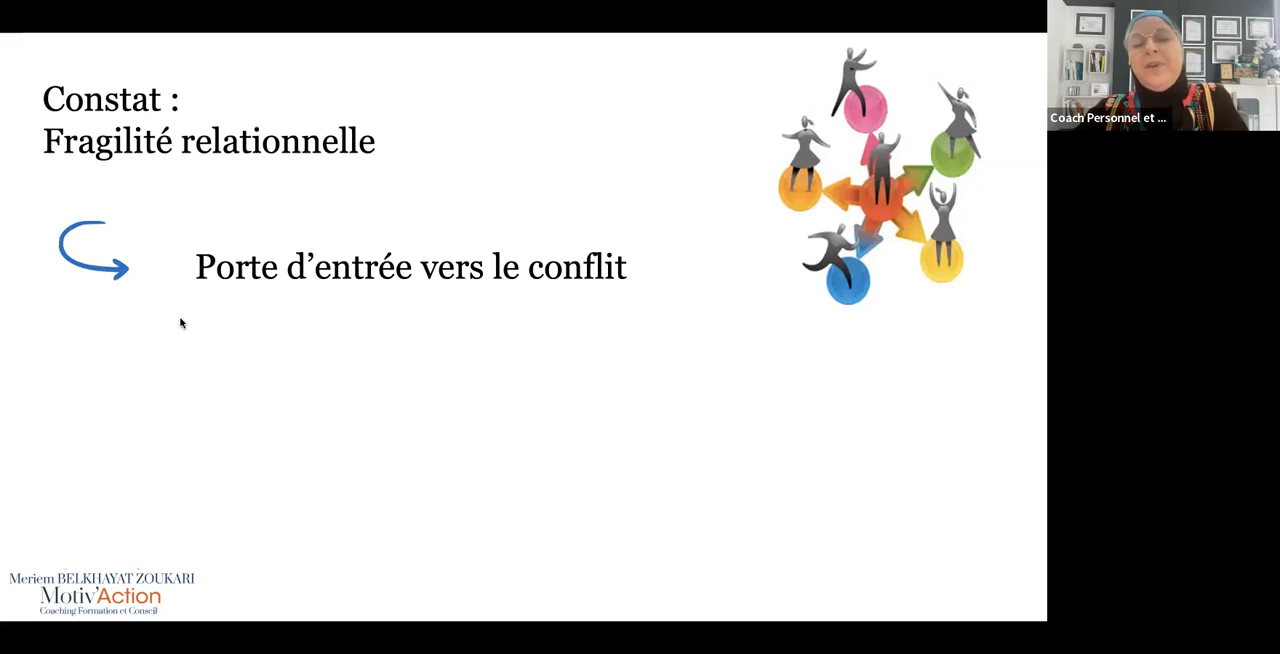 Constat :
Fragilité relationnelle
Porte d’entrée vers le conflit
Coach Personnel et ...
Meriem BELKHAYAT ZOUKARI
Motiv'Action
Coaching Formation et Conseil